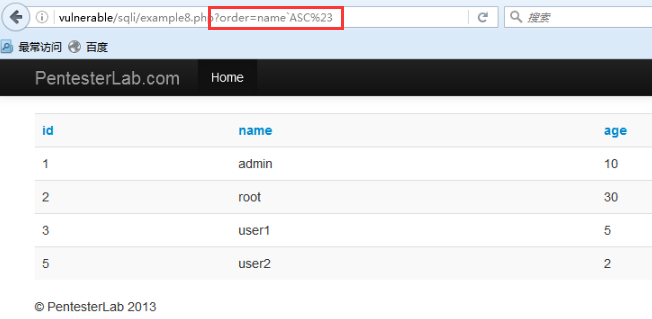 vulnerable/sqli/example8.php?order=name`ASC%23
搜索
最常访问 百度
PentesterLab.com Home
id name age
1 admin 10
2 root 30
3 user1 5
5 user2 2
© PentesterLab 2013